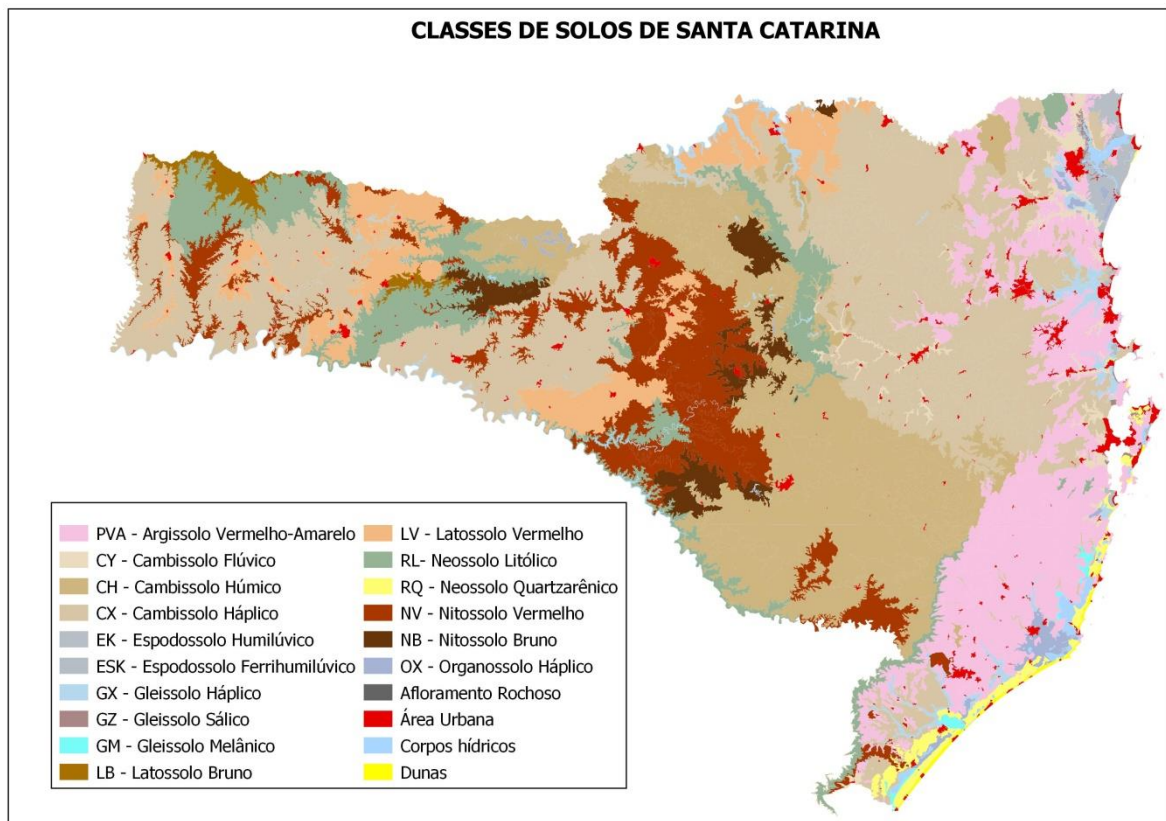 CLASSES DE SOLOS DE SANTA CATARINA
PVA - Argissolo Vermelho-Amarelo
CY - Cambissolo Flúvico
CH - Cambissolo Húmico
CX - Cambissolo Háplico
EK - Espodossolo Humilúvico
ESK - Espodossolo Ferrihumilúvico
GX - Gleissolo Háplico
GZ - Gleissolo Sálico
GM - Gleissolo Melânico
LB - Latossolo Bruno
LV - Latossolo Vermelho
RL- Neossolo Litólico
RQ - Neossolo Quartzarênico
NV - Nitossolo Vermelho
NB - Nitossolo Bruno
OX - Organossolo Háplico
Afloramento Rochoso
Área Urbana
Corpos hídricos
Dunas